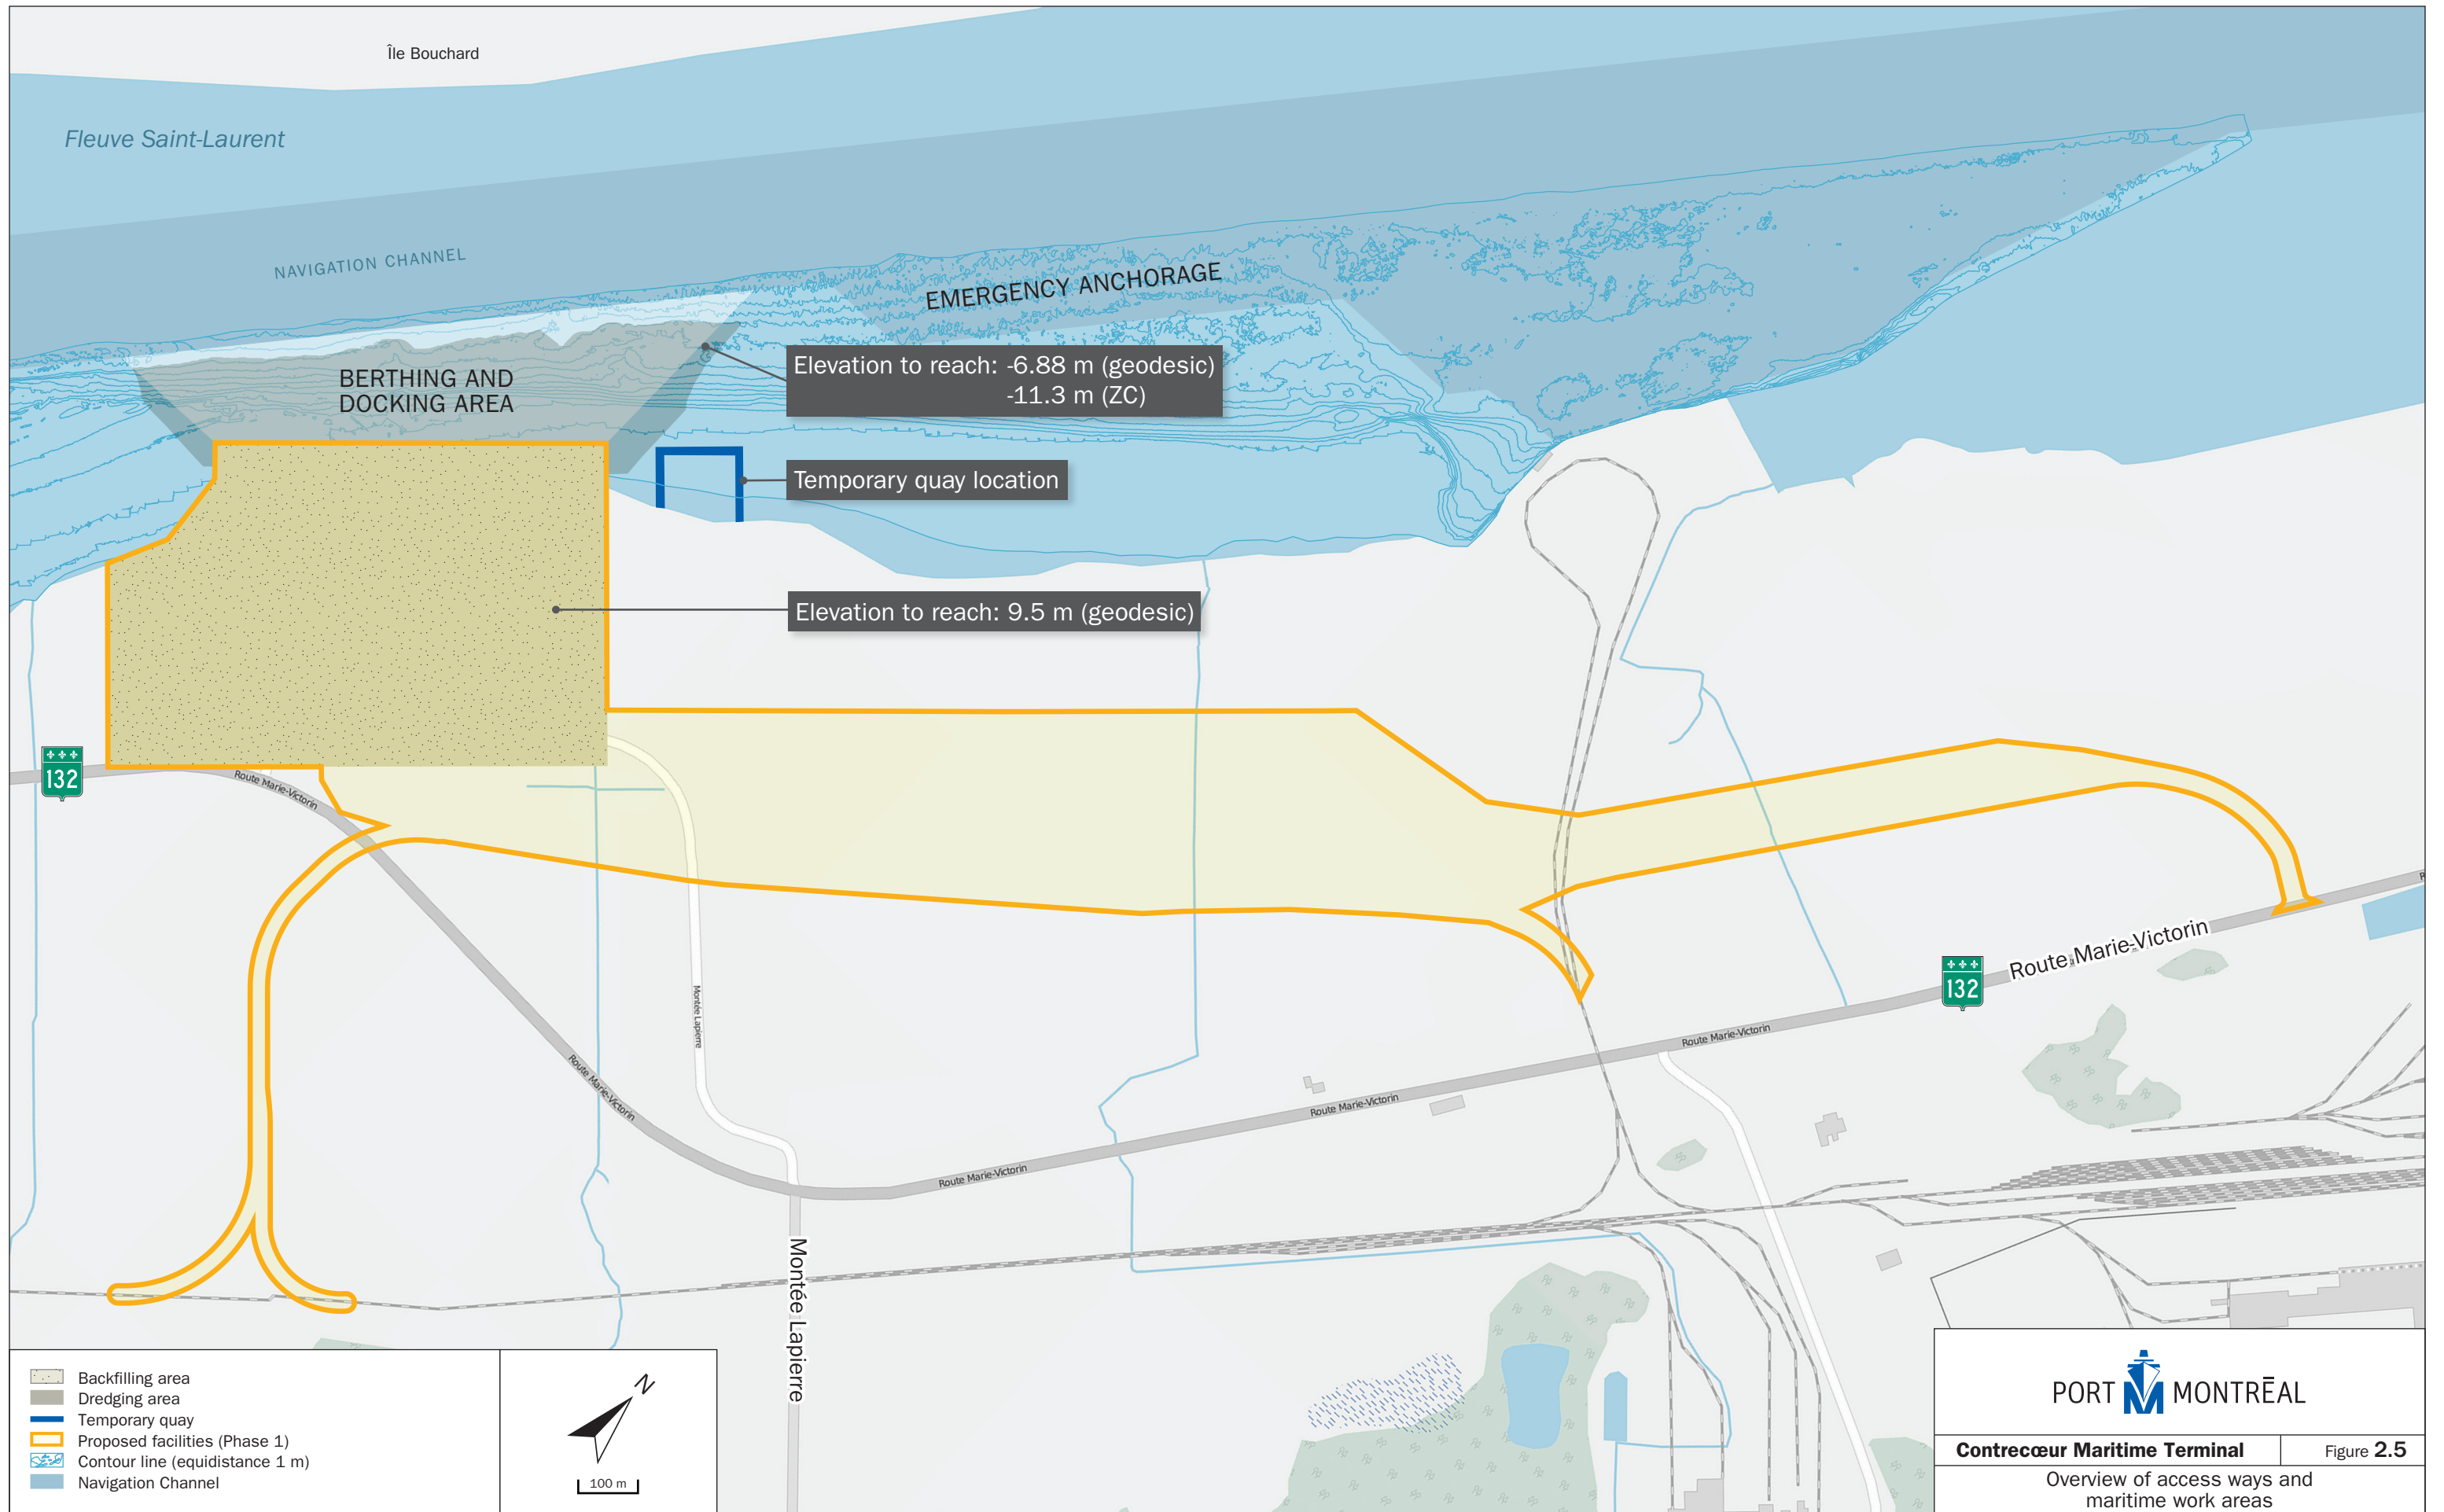 Île Bouchard
Fleuve Saint-Laurent
NAVIGATION CHANNEL
EMERGENCY ANCHORAGE
BERTHING AND
DOCKING AREA
Elevation to reach: -6.88 m (geodesic)
-11.3 m (ZC)
Temporary quay location
Elevation to reach: 9.5 m (geodesic)
132
Route Marie-Victorin
Route Marie-Victorin
132
Montée Lapierre
Route Marie-Victorin
Route Marie-Victorin
Route Marie-Victorin
Route Marie-Victorin
Montée Lapierre
Backfilling area
Dredging area
Temporary quay
Proposed facilities (Phase 1)
Contour line (equidistance 1 m)
Navigation Channel
N
100 m
PORT MONTRĒAL
Contrecœur Maritime Terminal
Figure 2.5
Overview of access ways and
maritime work areas